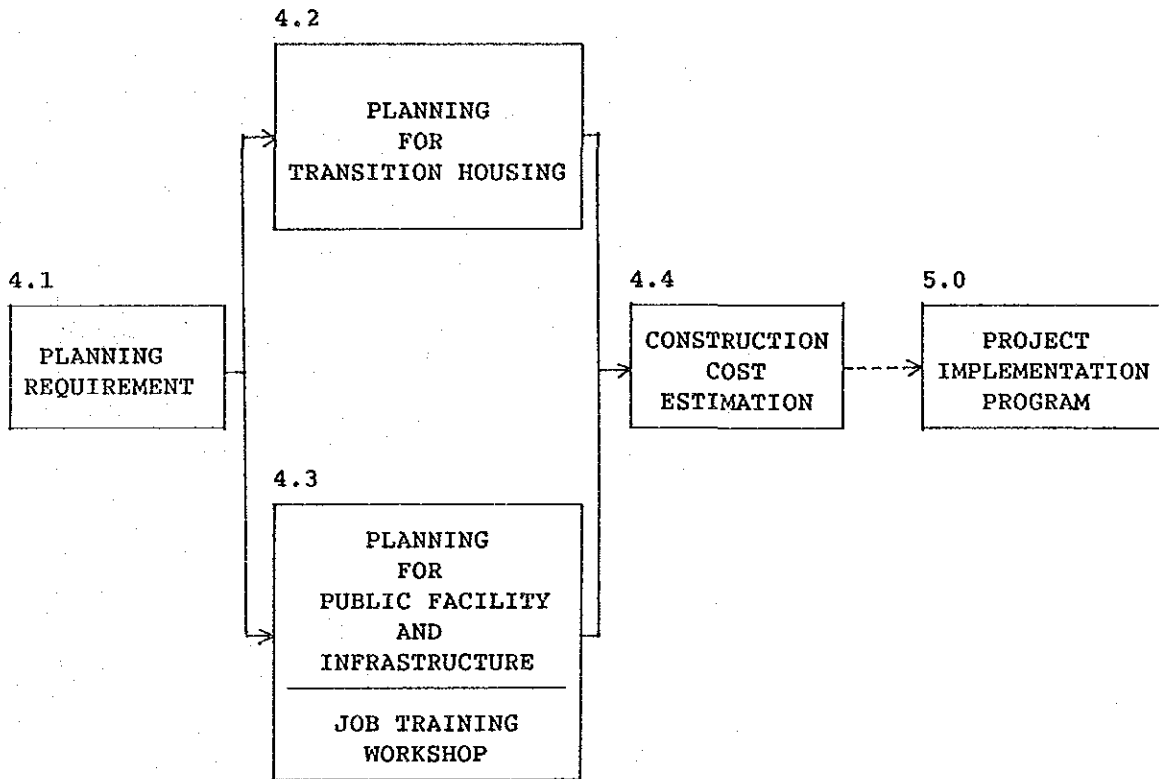 4.2
PLANNING
FOR
TRANSITION HOUSING
4.1
PLANNING
REQUIREMENT
4.4
CONSTRUCTION
COST
ESTIMATION
5.0
PROJECT
IMPLEMENTATION
PROGRAM
4.3
PLANNING
FOR
PUBLIC FACILITY
AND
INFRASTRUCTURE
JOB TRAINING
WORKSHOP